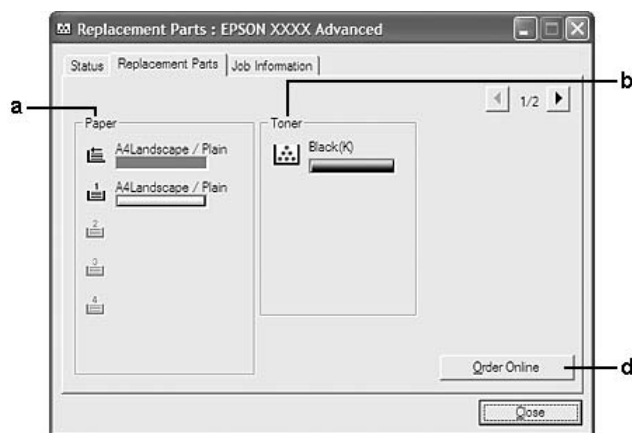 Replacement Parts : EPSON XXXX Advanced
Status Replacement Parts Job Information
a
b
1/2
Paper
Toner
A4Landscape / Plain
Black(K)
1
A4Landscape / Plain
2
3
4
Order Online
d
Close